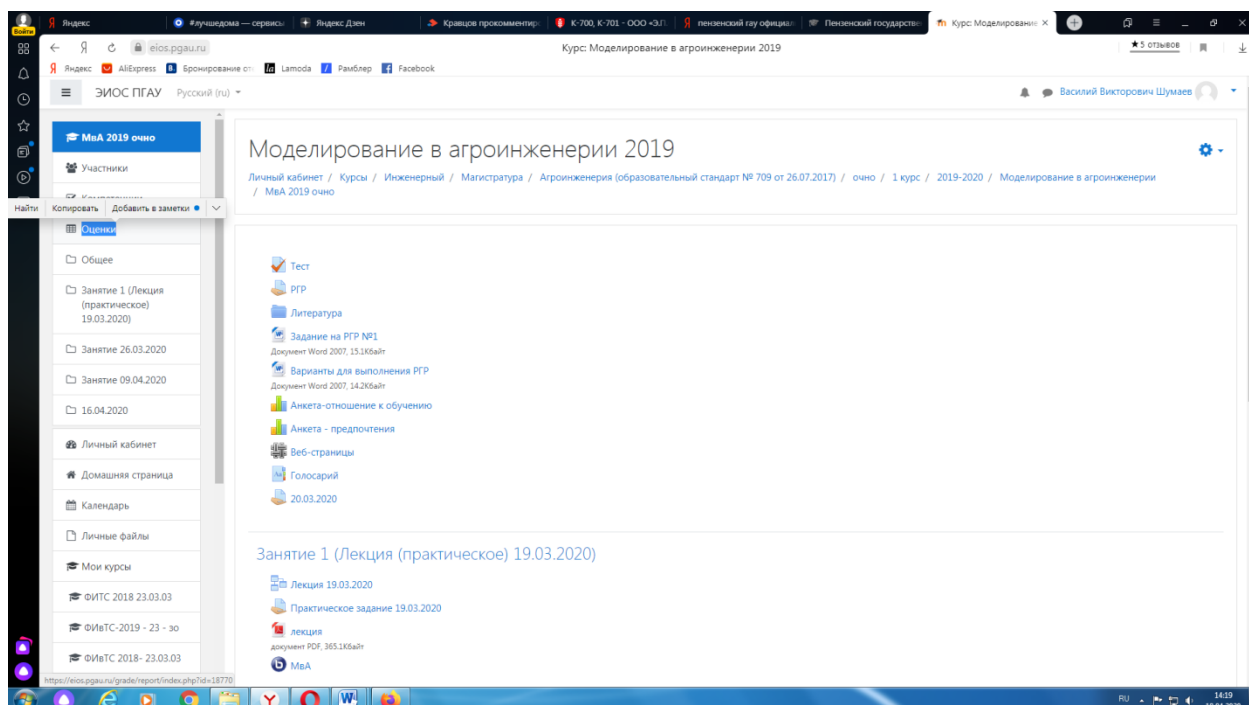 Яндекс
#лучшедома — сервисы
Яндекс Дзен
Кравцов прокомментиро
К-700, К-701 - ООО «З.П.
пензенский гау официал
Пензенский государстве
Курс: Моделирование
Войти
eios.pgau.ru
Курс: Моделирование в агроинженерии 2019
★5 отзывов
Яндекс
AliExpress
Бронирование от
Lamoda
Рамблер
Facebook
ЭИОС ПГАУ
Русский (ru)
Василий Викторович Шумаев
МвА 2019 очно
Участники
Найти
Копировать
Добавить в заметки
Оценки
Общее
Занятие 1 (Лекция
(практическое)
19.03.2020)
Занятие 26.03.2020
Занятие 09.04.2020
16.04.2020
Личный кабинет
Домашняя страница
Календарь
Личные файлы
Мои курсы
ФИТС 2018 23.03.03
ФИвТС-2019 - 23 - зо
ФИвТС 2018- 23.03.03
Моделирование в агроинженерии 2019
Личный кабинет / Курсы / Инженерный / Магистратура / Агроинженерия (образовательный стандарт № 709 от 26.07.2017) / очно / 1 курс / 2019-2020 / Моделирование в агроинженерии
/ МвА 2019 очно
Тест
РГР
Литература
Задание на РГР №1
Документ Word 2007, 15.1Кбайт
Варианты для выполнения РГР
Документ Word 2007, 14.2Кбайт
Анкета-отношение к обучению
Анкета - предпочтения
Веб-страницы
Голосарий
20.03.2020
Занятие 1 (Лекция (практическое) 19.03.2020)
Лекция 19.03.2020
Практическое задание 19.03.2020
лекция
документ PDF, 365.1Кбайт
МвА
https://eios.pgau.ru/grade/report/index.php?id=18770
RU
14:19